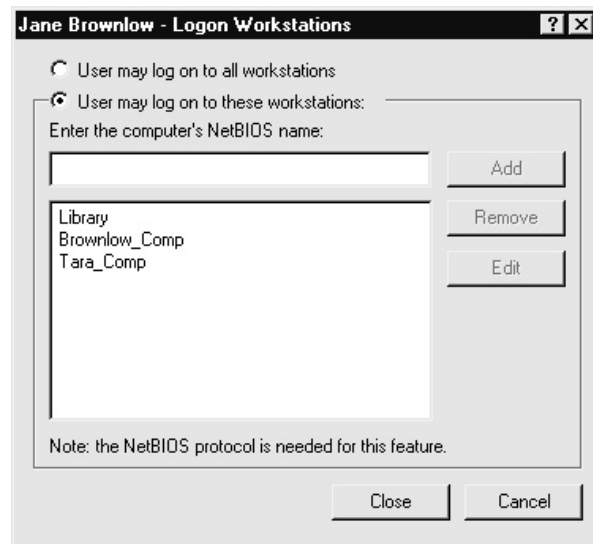 Jane Brownlow - Logon Workstations
User may log on to all workstations
User may log on to these workstations:
Enter the computer's NetBIOS name:
Add
Library
Brownlow_Comp
Tara_Comp
Remove
Edit
Note: the NetBIOS protocol is needed for this feature.
Close
Cancel